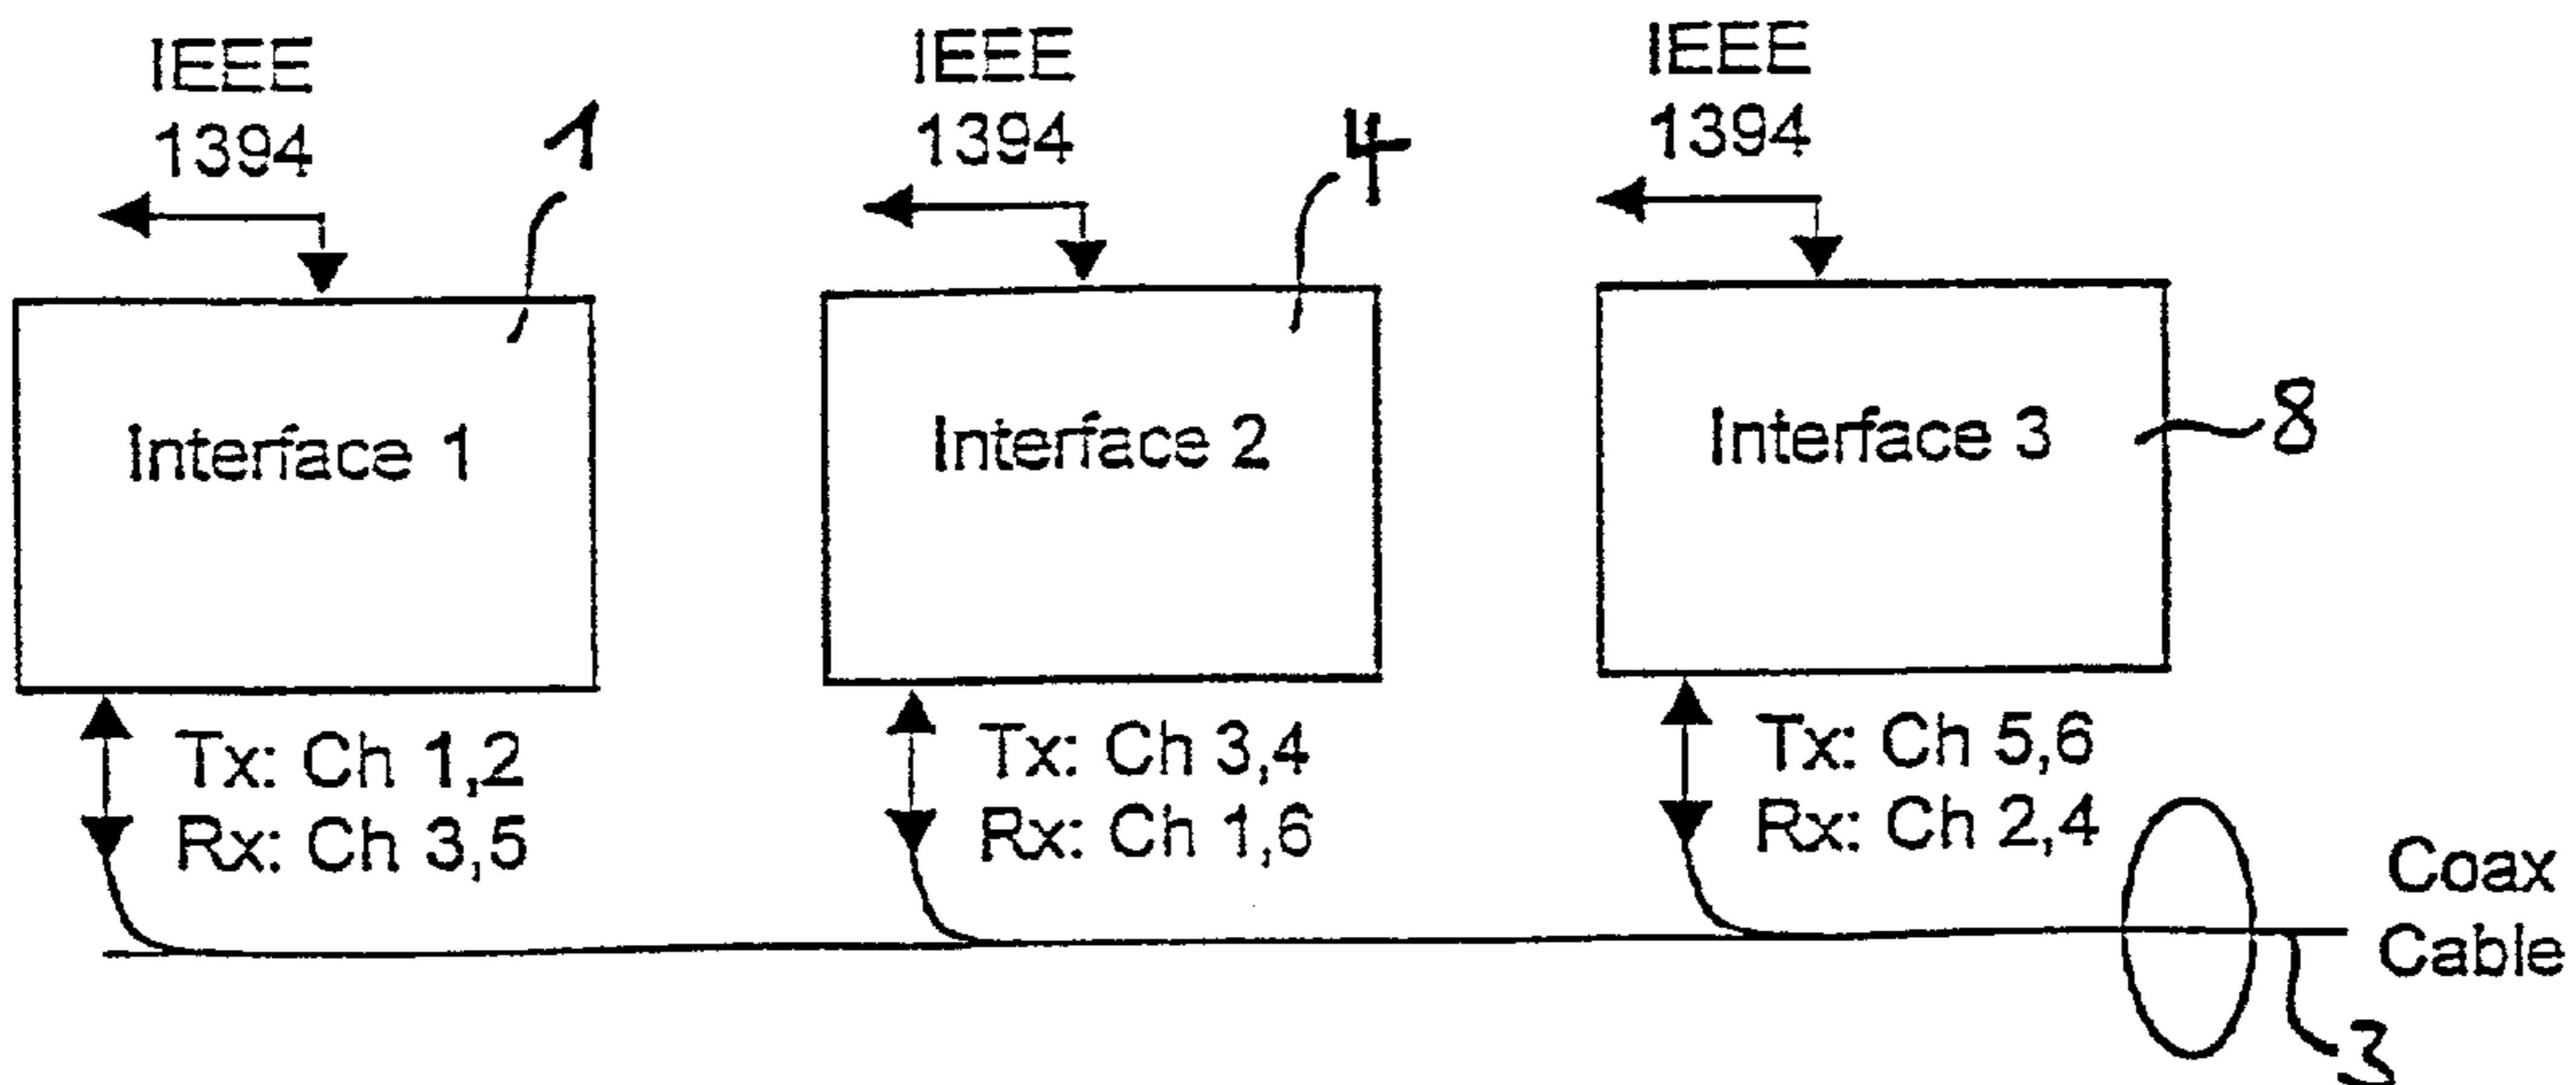 IEEE
1394
1
IEEE
1394
4
IEEE
1394
Interface 1
Interface 2
Interface 3
8
Tx: Ch 1,2
Rx: Ch 3,5
Tx: Ch 3,4
Rx: Ch 1,6
Tx: Ch 5,6
Rx: Ch 2,4
Coax
Cable
3